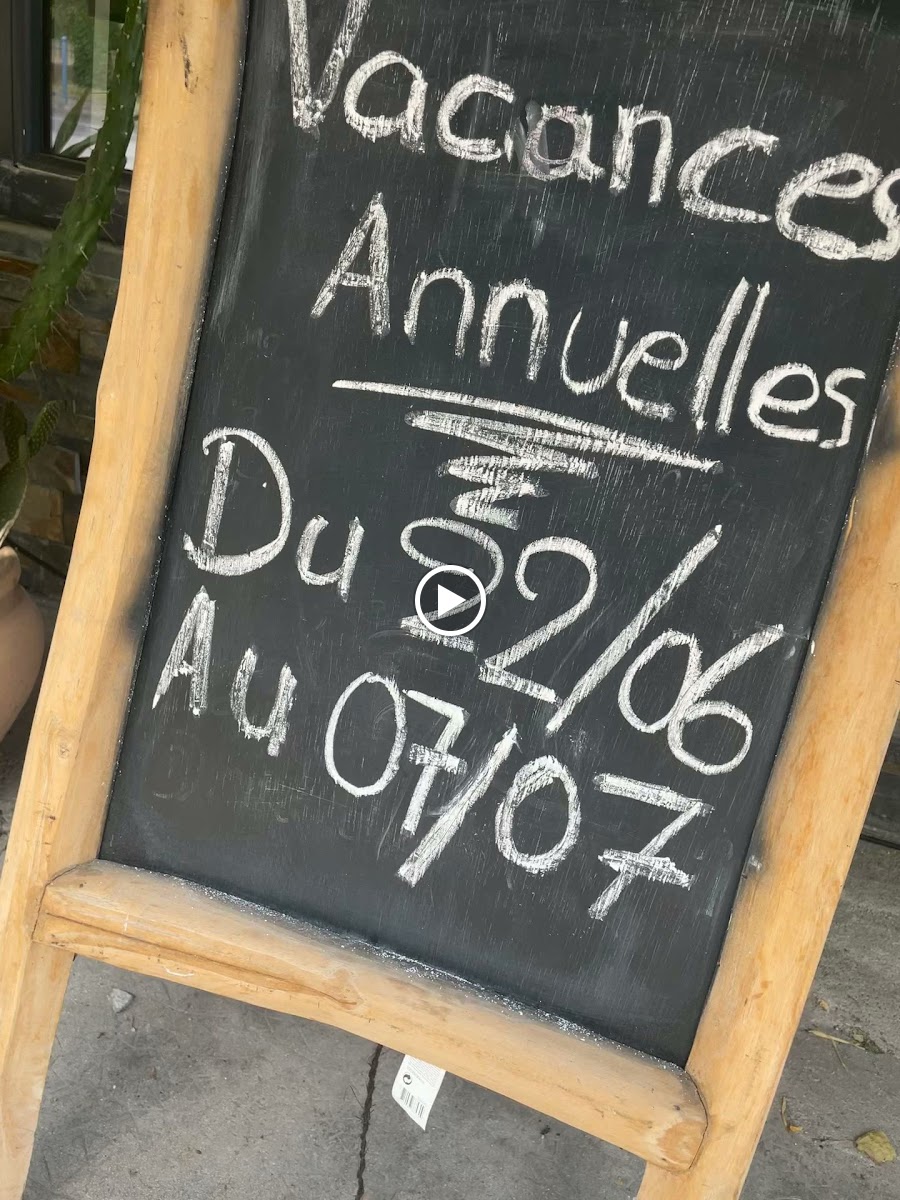 Vacances
Annuelles
Du 22/06
Au 07/07